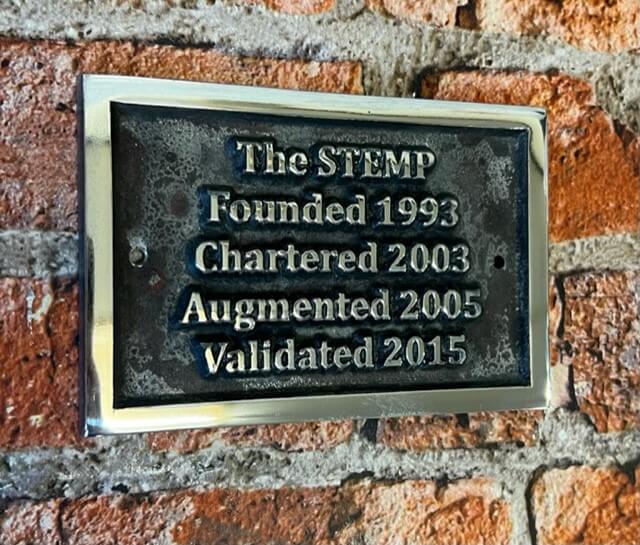 The STEMP
Founded 1993
Chartered 2003
Augmented 2005
Validated 2015